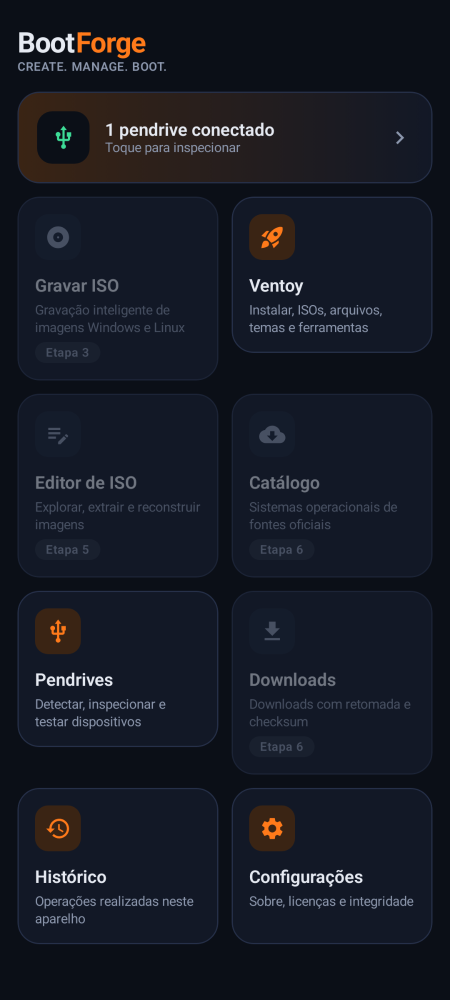 BootForge
CREATE. MANAGE. BOOT.
1 pendrive conectado
Toque para inspecionar
Gravar ISO
Gravação inteligente de
imagens Windows e Linux
Etapa 3
Ventoy
Instalar, ISOs, arquivos,
temas e ferramentas
Editor de ISO
Explorar, extrair e reconstruir
imagens
Etapa 5
Catálogo
Sistemas operacionais de
fontes oficiais
Etapa 6
Pendrives
Detectar, inspecionar e
testar dispositivos
Downloads
Downloads com retomada e
checksum
Etapa 6
Histórico
Operações realizadas neste
aparelho
Configurações
Sobre, licenças e integridade